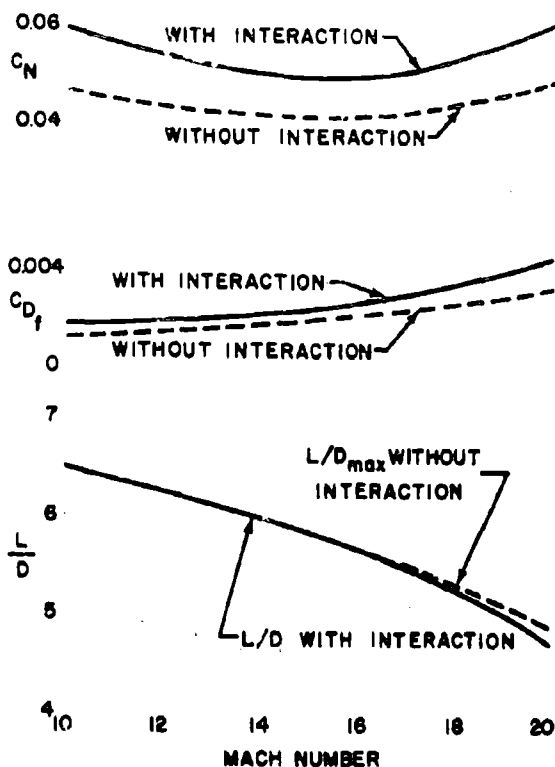 0.06
WITH INTERACTION
C_N
0.04
WITHOUT INTERACTION
0.004
WITH INTERACTION
C_Df
WITHOUT INTERACTION
0
7
L/D_max WITHOUT
INTERACTION
6
L
D
5
L/D WITH INTERACTION
4
10 12 14 16 18 20
MACH NUMBER